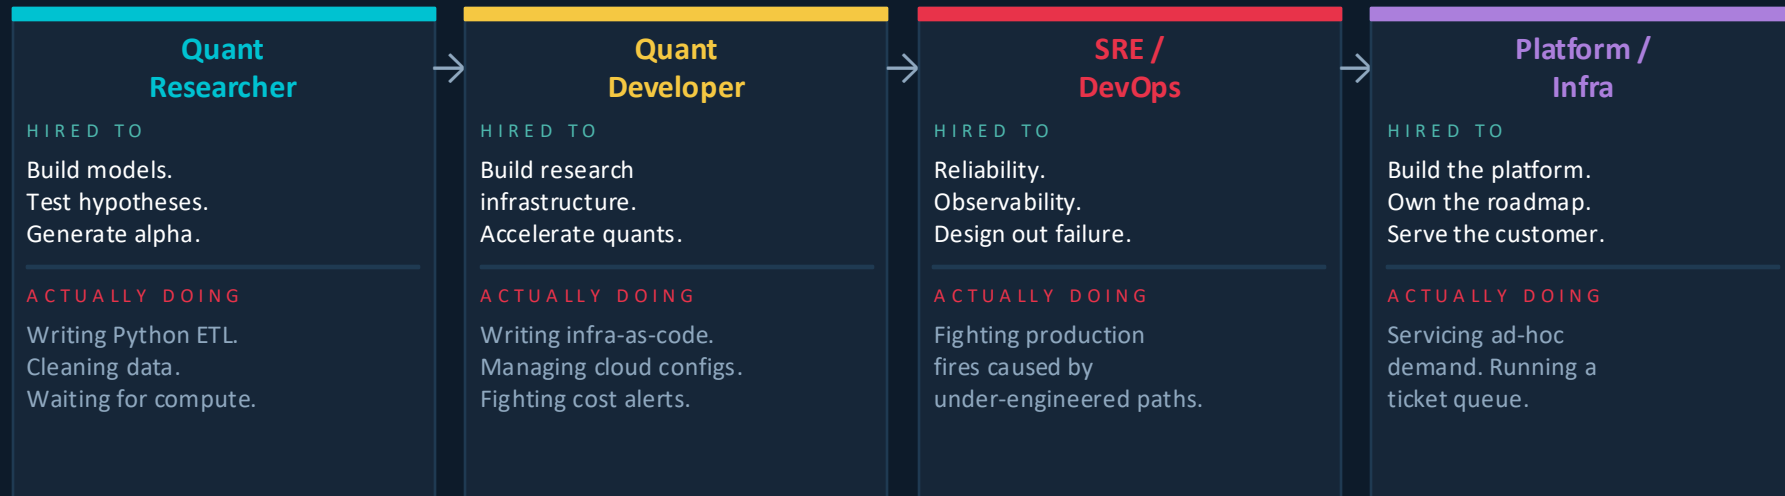 Quant
Researcher
HIRED TO
Build models.
Test hypotheses.
Generate alpha.
ACTUALLY DOING
Writing Python ETL.
Cleaning data.
Waiting for compute.
Quant
Developer
HIRED TO
Build research
infrastructure.
Accelerate quants.
ACTUALLY DOING
Writing infra-as-code.
Managing cloud configs.
Fighting cost alerts.
SRE /
DevOps
HIRED TO
Reliability.
Observability.
Design out failure.
ACTUALLY DOING
Fighting production
fires caused by
under-engineered paths.
Platform /
Infra
HIRED TO
Build the platform.
Own the roadmap.
Serve the customer.
ACTUALLY DOING
Servicing ad-hoc
demand. Running a
ticket queue.